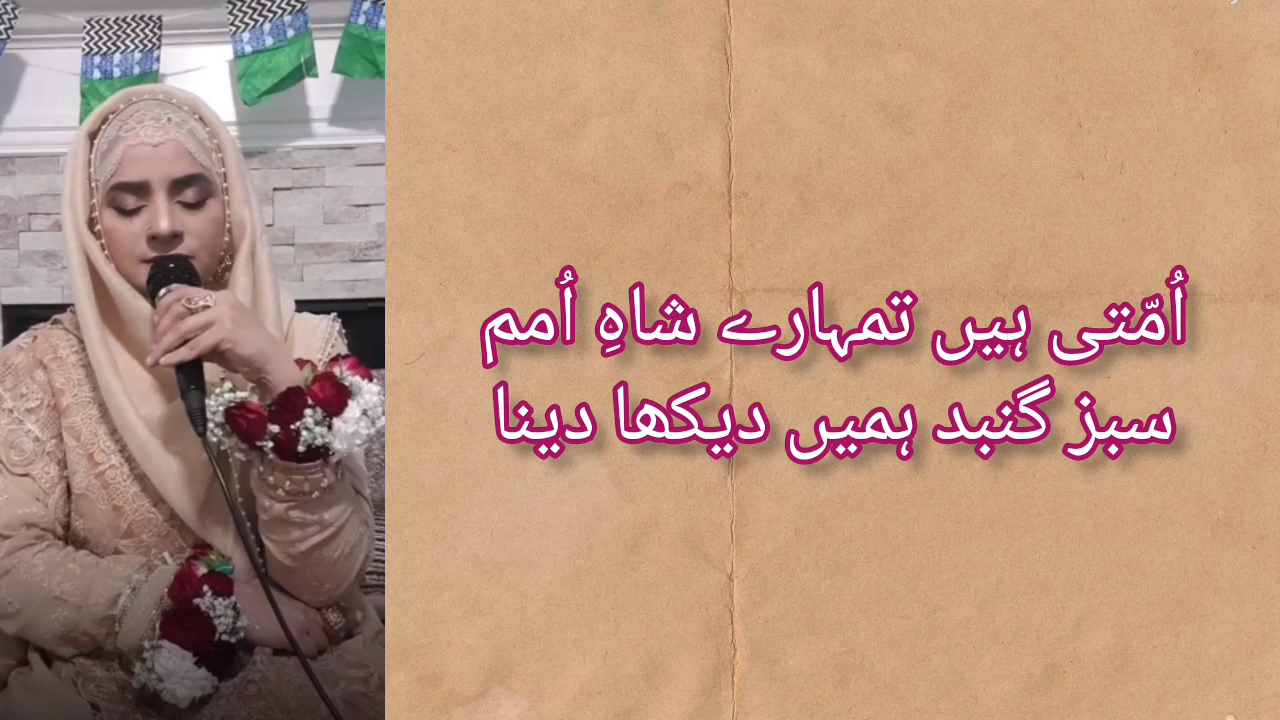 اُمّتی ہیں تمہارے شاہِ اُمم
سبز گنبد ہمیں دیکھا دینا